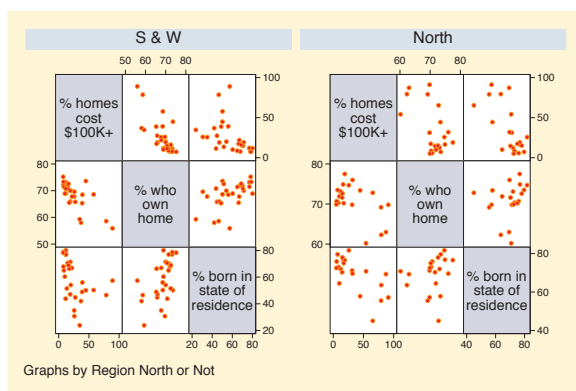 S & W
North
50 60 70 80
60 70 80
% homes
cost
$100K+
100
50
0
% homes
cost
$100K+
100
50
0
80
70
60
50
% who
own
home
80
70
60
% who
own
home
% born in
state of
residence
80
60
40
20
% born in
state of
residence
80
60
40
0 50 100 20 40 60 80
0 50 100 40 60 80
Graphs by Region North or Not